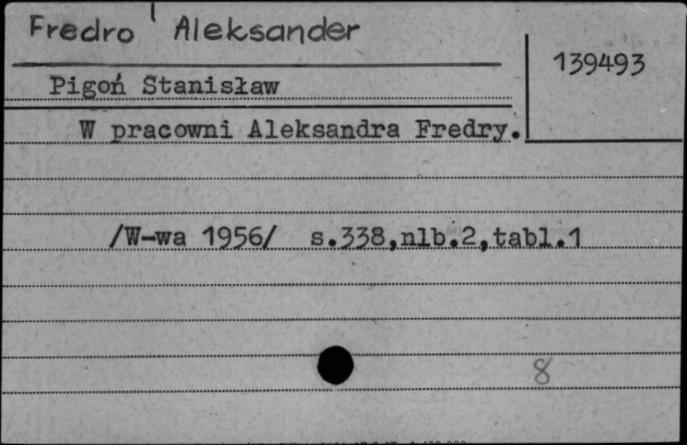 Fredro Aleksander
139493
Pigoń Stanisław
W pracowni Aleksandra Fredry.
/W-wa 1956/ s.338,nlb.2,tabl.1
8